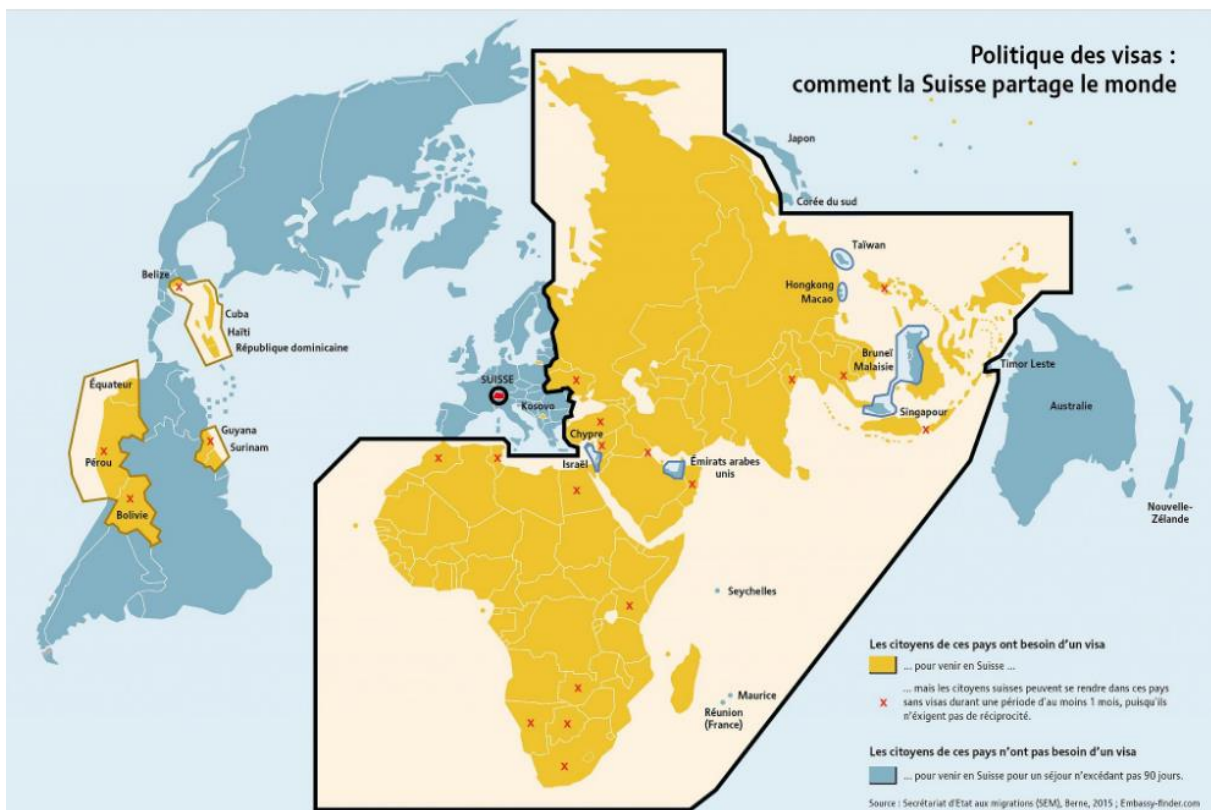 Politique des visas :
comment la Suisse partage le monde
Japon
Corée du sud
Taïwan
Belize
Hongkong
Macao
Cuba
Haïti
République dominicaine
Bruneï
Malaisie
Timor Leste
Équateur
SUISSE
Kosovo
Singapour
Australie
Guyana
Surinam
Chypre
Pérou
Israël
Émirats arabes
unis
Bolivie
Nouvelle-
Zélande
Seychelles
Maurice
Réunion
(France)
Les citoyens de ces pays ont besoin d'un visa
... pour venir en Suisse ...
x ... mais les citoyens suisses peuvent se rendre dans ces pays
sans visas durant une période d'au moins 1 mois, puisqu'ils
n'éxigent pas de réciprocité.
Les citoyens de ces pays n'ont pas besoin d'un visa
... pour venir en Suisse pour un séjour n'excédant pas 90 jours.
Source : Secrétariat d'Etat aux migrations (SEM), Berne, 2015 ; Embassy-finder.com